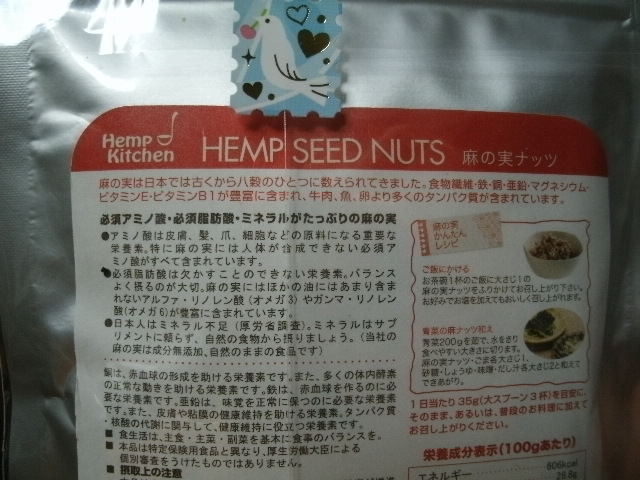 Hemp Kitchen
HEMP SEED NUTS 麻の実ナッツ
麻の実は日本では古くから八穀のひとつに数えられてきました。食物繊維・鉄・銅・亜鉛・マグネシウム・
ビタミンE・ビタミンB1が豊富に含まれ、牛肉、魚、卵より多くのタンパク質が含まれています。
必須アミノ酸・必須脂肪酸・ミネラルがたっぷりの麻の実
●アミノ酸は皮膚、髪、爪、細胞などの原料になる重要な
栄養素。特に麻の実には人体が合成できない必須ア
ミノ酸がすべて含まれています。
●必須脂肪酸は欠かすことのできない栄養素。バランス
よく摂るのが大切。麻の実にはほかの油にはあまり含ま
れないアルファ・リノレン酸(オメガ3)やガンマ・リノレン
酸(オメガ6)が豊富に含まれています。
●日本人はミネラル不足(厚労省調査)。ミネラルはサプ
リメントに頼らず、自然の食物から摂りましょう。(当社の
麻の実は成分無添加、自然のままの食品です)
銅は、赤血球の形成を助ける栄養素です。また、多くの体内酵素
の正常な働きを助ける栄養素です。鉄は、赤血球を作るのに必
要な栄養素です。亜鉛は、味覚を正常に保つのに必要な栄養素
です。また、皮膚や粘膜の健康維持を助ける栄養素。タンパク質
・核酸の代謝に関与して、健康維持に役立つ栄養素です。
■ 食生活は、主食・主菜・副菜を基本に食事のバランスを。
■ 本品は特定保健用食品と異なり、厚生労働大臣による
個別審査をうけたものではありません。
■ 摂取上の注意
麻の実
かんたん
レシピ
ご飯にかける
お茶碗1杯のご飯に大さじ1の
麻の実ナッツをふりかけてお召し上がり下さい。
お好みでお塩を加えてもおいしく召し上がれます。
青菜の麻ナッツ和え
青菜200gを茹で、水をきり
食べやすい大きさに切ります。
麻の実ナッツ・ごま各大さじ1、
砂糖・しょうゆ・味噌・だし汁各大さじ2と和えて
できあがり。
1日当たり35g(大スプーン3杯)を目安に、
そのまま、あるいは、普段のお料理に加えて
お召し上がりください。
栄養成分表示(100gあたり)
エネルギー 606kcal
29.8g